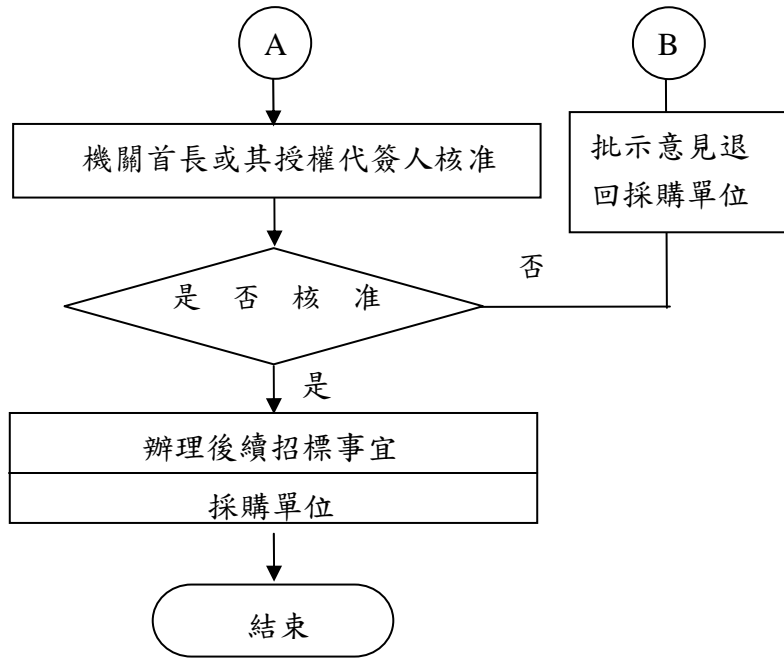 A
B
機關首長或其授權代簽人核准
批示意見退
回採購單位
是否核准
否
是
辦理後續招標事宜
採購單位
結束